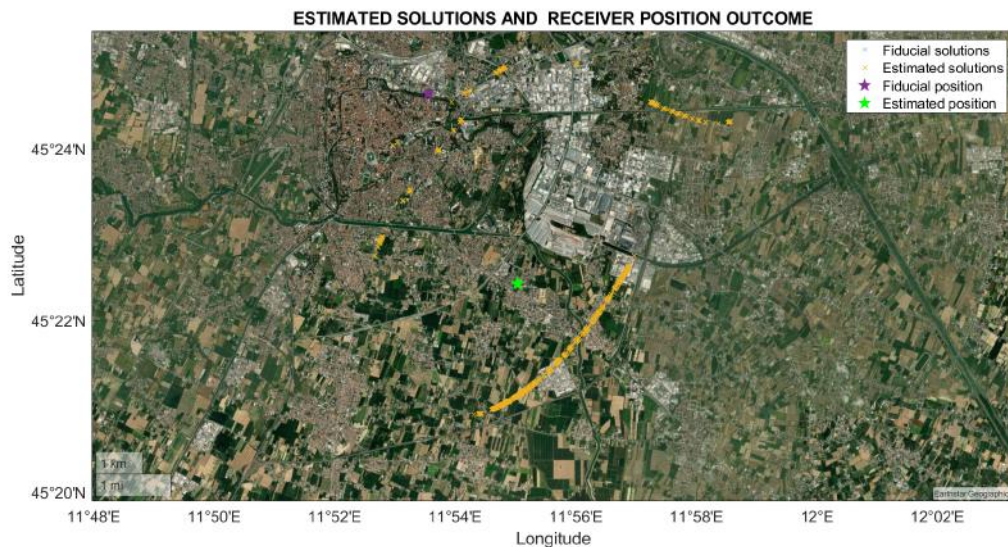 ESTIMATED SOLUTIONS AND RECEIVER POSITION OUTCOME
Fiducial solutions
Estimated solutions
Fiducial position
Estimated position
45°24'N
45°22'N
45°20'N
Latitude
1 km
1 mi
Earthstar Geographic
11°48'E
11°50'E
11°52'E
11°54'E
11°56'E
11°58'E
12°E
12°02'E
Longitude